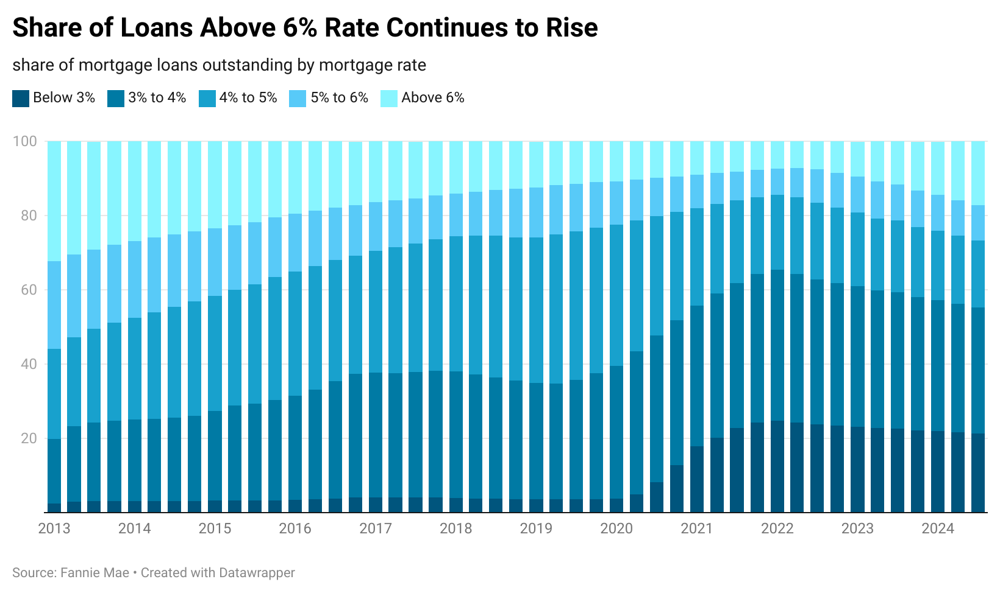 Share of Loans Above 6% Rate Continues to Rise
share of mortgage loans outstanding by mortgage rate
Below 3% 3% to 4% 4% to 5% 5% to 6% Above 6%
100
80
60
40
20
2013 2014 2015 2016 2017 2018 2019 2020 2021 2022 2023 2024
Source: Fannie Mae • Created with Datawrapper